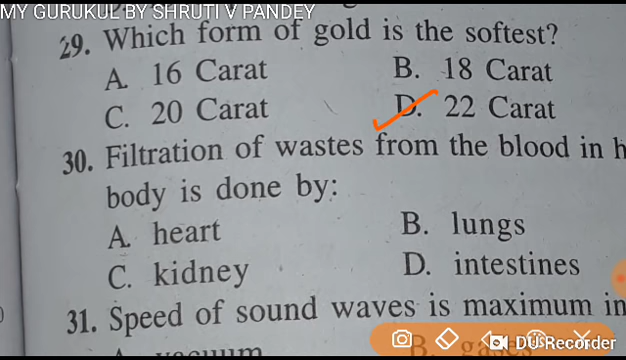 MY GURUKUL BY SHRUTI V PANDEY
29. Which form of gold is the softest?
A. 16 Carat B. 18 Carat
C. 20 Carat D. 22 Carat
30. Filtration of wastes from the blood in h
body is done by:
A. heart B. lungs
C. kidney D. intestines
31. Speed of sound waves is maximum in
A. vacuum B.
DU Recorder